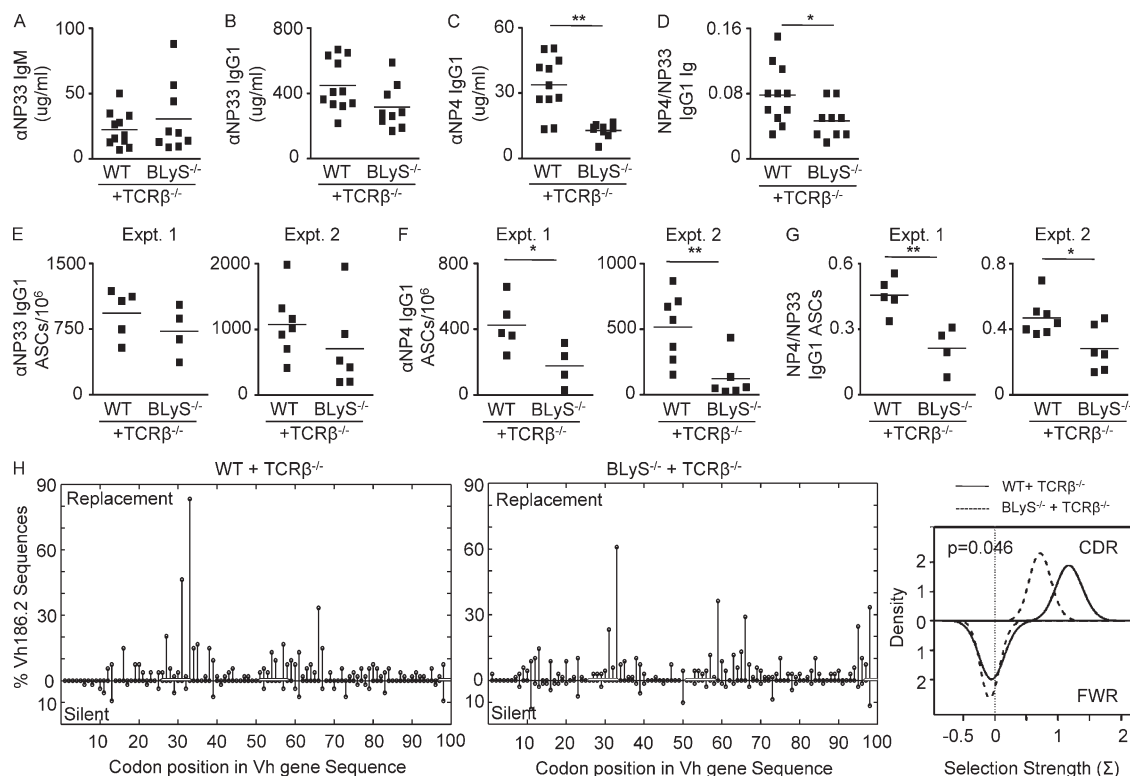 A
αNP33 IgM
(ug/ml)
100
50
0
WT BLyS-/-
+TCRβ-/-
B
αNP33 IgG1
(ug/ml)
800
400
0
WT BLyS-/-
+TCRβ-/-
C
αNP4 IgG1
(ug/ml)
60
30
0
**
WT BLyS-/-
+TCRβ-/-
D
NP4/NP33
IgG1 Ig
0.16
0.08
0
*
WT BLyS-/-
+TCRβ-/-
E
Expt. 1
αNP33 IgG1
ASCs/10⁶
1500
750
0
WT BLyS-/-
+TCRβ-/-
Expt. 2
2000
1000
0
WT BLyS-/-
+TCRβ-/-
F
Expt. 1
αNP4 IgG1
ASCs/10⁶
*
800
400
0
WT BLyS-/-
+TCRβ-/-
Expt. 2
**
1000
500
0
WT BLyS-/-
+TCRβ-/-
G
Expt. 1
NP4/NP33
IgG1 ASCs
**
0.6
0.3
0
WT BLyS-/-
+TCRβ-/-
Expt. 2
*
0.8
0.4
0
WT BLyS-/-
+TCRβ-/-
H
WT + TCRβ-/-
% Vh186.2 Sequences
90
60
30
0
10
20
Replacement
Silent
10 20 30 40 50 60 70 80 90 100
Codon position in Vh gene Sequence
BLyS-/- + TCRβ-/-
90
60
30
0
10
20
Replacement
Silent
10 20 30 40 50 60 70 80 90 100
Codon position in Vh gene Sequence
WT+ TCRβ-/-
BLyS-/- + TCRβ-/-
p=0.046
CDR
Density
2
1
0
1
2
FWR
-0.5 0 1 2
Selection Strength (Σ)